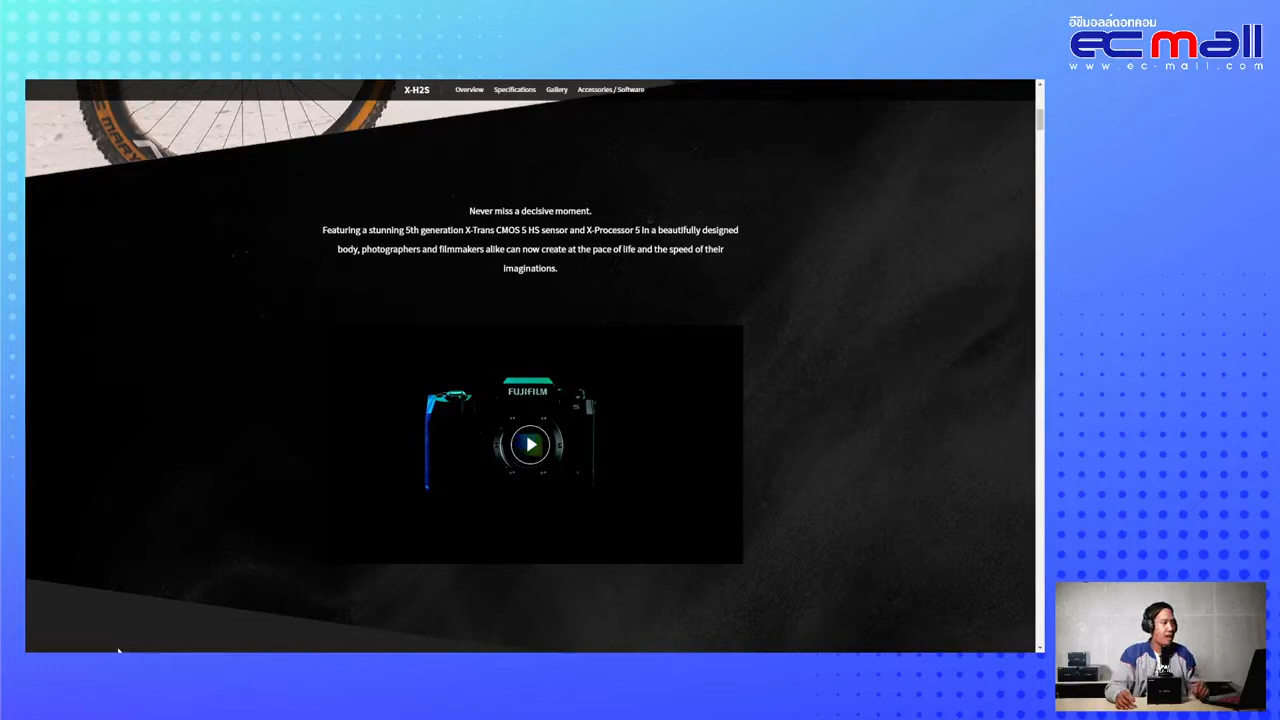 อีซีมอลล์ดอทคอม
ec mall
www.ec-mall.com
X-H2S Overview Specifications Gallery Accessories / Software
MARY
Never miss a decisive moment.
Featuring a stunning 5th generation X-Trans CMOS 5 HS sensor and X-Processor 5 in a beautifully designed
body, photographers and filmmakers alike can now create at the pace of life and the speed of their
imaginations.
FUJIFILM